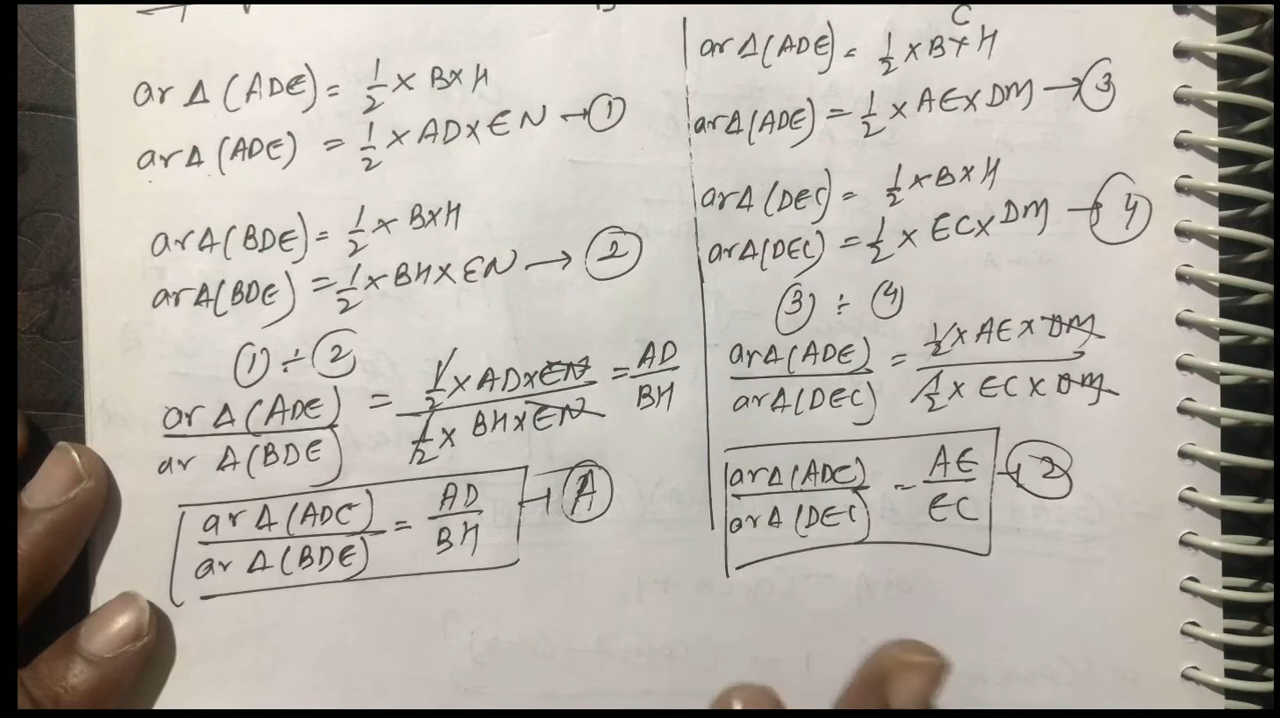 ar Δ (ADE) = 1/2 × B×H
ar Δ (ADE) = 1/2 × AD×EN → ①
ar Δ (BDE) = 1/2 × B×H
ar Δ (BDE) = 1/2 × BH×EN → ②
① ÷ ②
ar Δ (ADE) / ar Δ (BDE) = 1/2 × AD×EN / 1/2 × BH×EN = AD / BH
ar Δ (ADE) / ar Δ (BDE) = AD / BH → Ⓐ
C
ar Δ (ADE) = 1/2 × B×H
ar Δ (ADE) = 1/2 × AE×DM → ③
ar Δ (DEC) = 1/2 × B×H
ar Δ (DEC) = 1/2 × EC×DM → ④
③ ÷ ④
ar Δ (ADE) / ar Δ (DEC) = 1/2 × AE×DM / 1/2 × EC×DM
ar Δ (ADE) / ar Δ (DEC) = AE / EC →